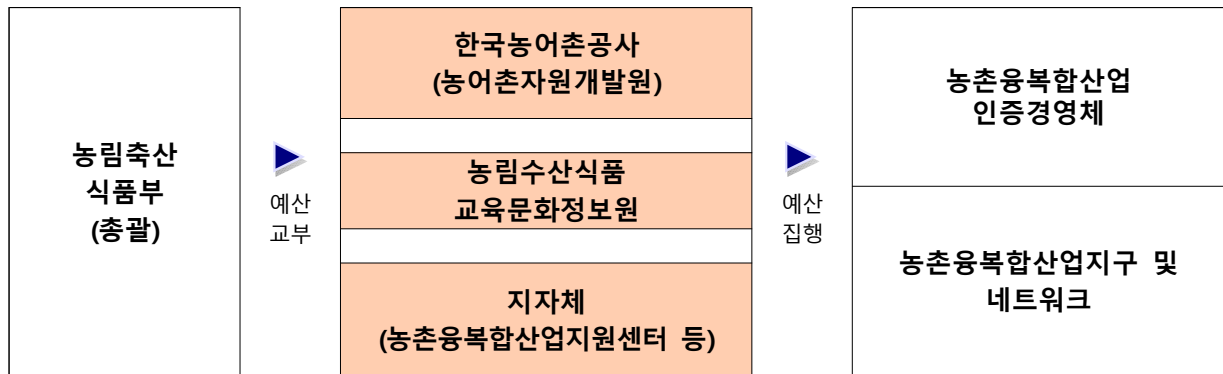 농림축산
식품부
(총괄)
예산
교부
한국농어촌공사
(농어촌자원개발원)
농림수산식품
교육문화정보원
지자체
(농촌융복합산업지원센터 등)
예산
집행
농촌융복합산업
인증경영체
농촌융복합산업지구 및
네트워크